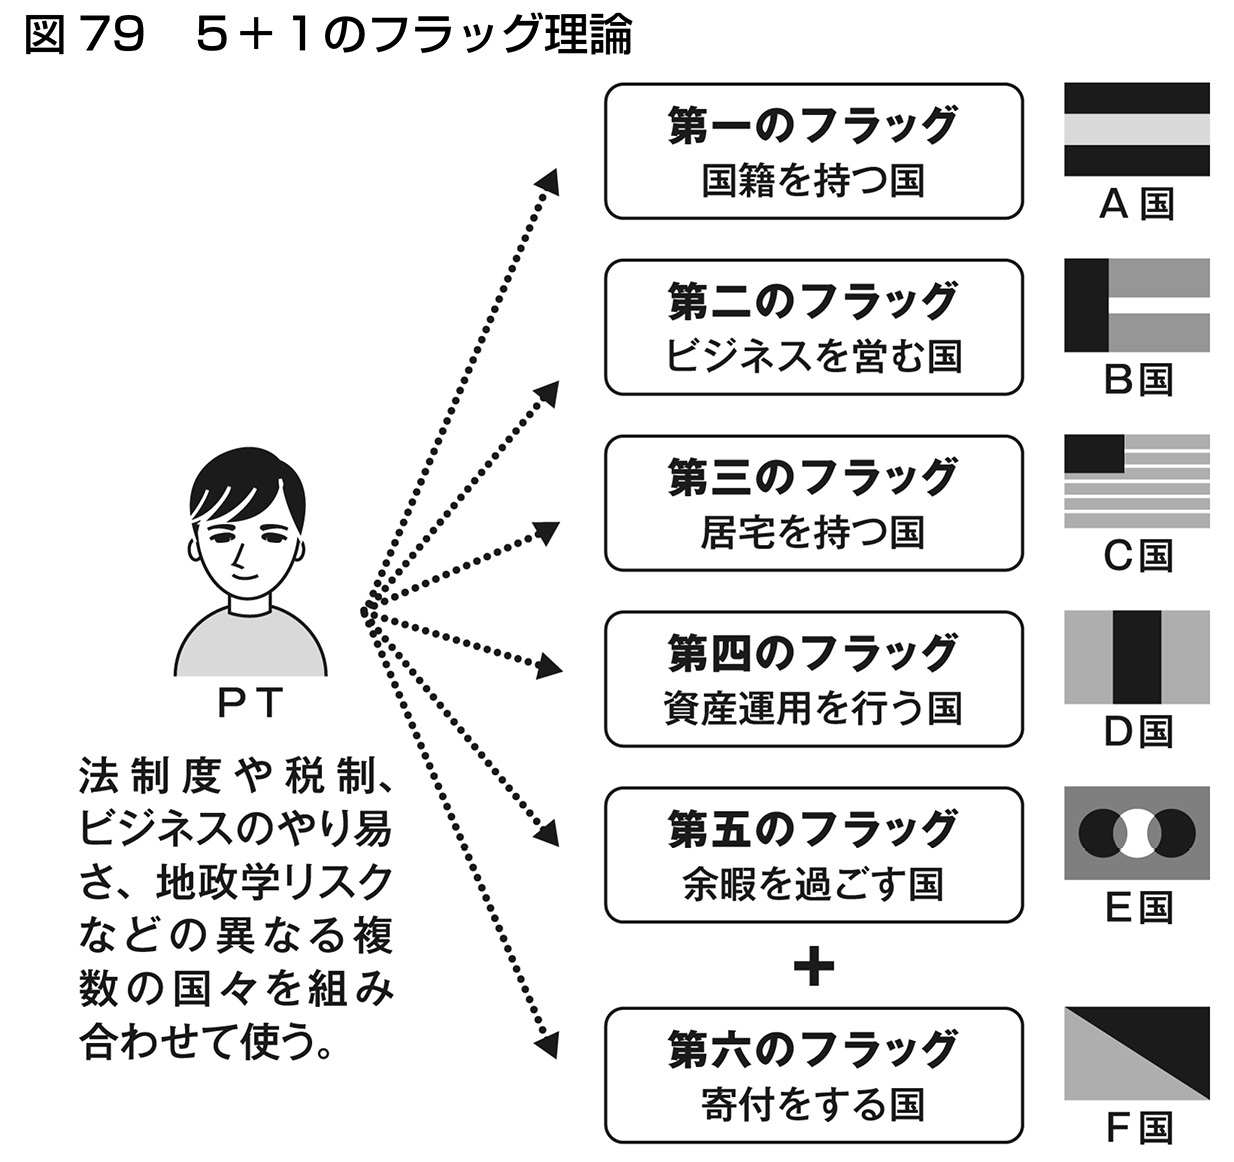 図79　5＋1のフラッグ理論
第一のフラッグ
国籍を持つ国
A国
第二のフラッグ
ビジネスを営む国
B国
第三のフラッグ
居宅を持つ国
C国
第四のフラッグ
資産運用を行う国
D国
第五のフラッグ
余暇を過ごす国
E国
＋
第六のフラッグ
寄付をする国
F国
PT
法制度や税制、
ビジネスのやり易
さ、地政学リスク
などの異なる複
数の国々を組み
合わせて使う。